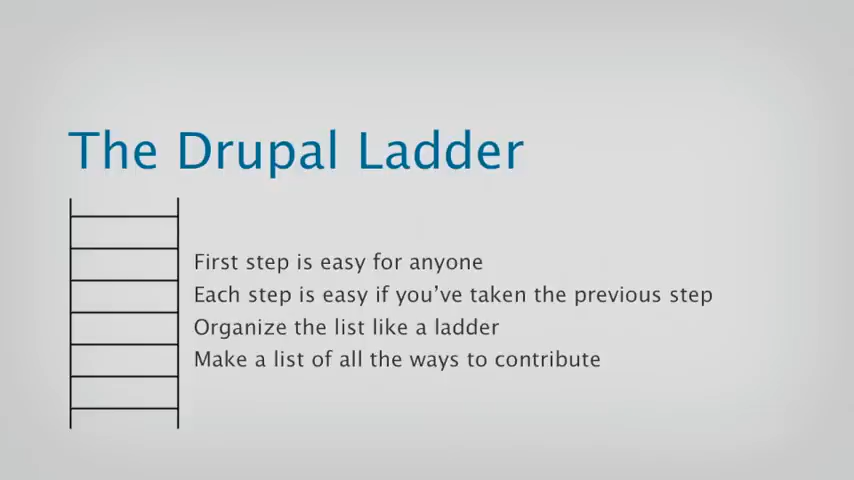 The Drupal Ladder
First step is easy for anyone
Each step is easy if you’ve taken the previous step
Organize the list like a ladder
Make a list of all the ways to contribute